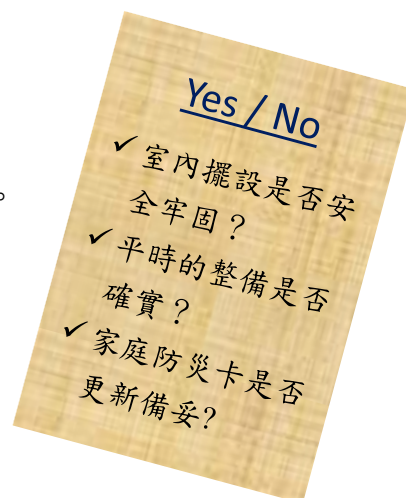 Yes / No
✓ 室內擺設是否安
全牢固？
✓ 平時的整備是否
確實？
✓ 家庭防災卡是否
更新備妥?
。